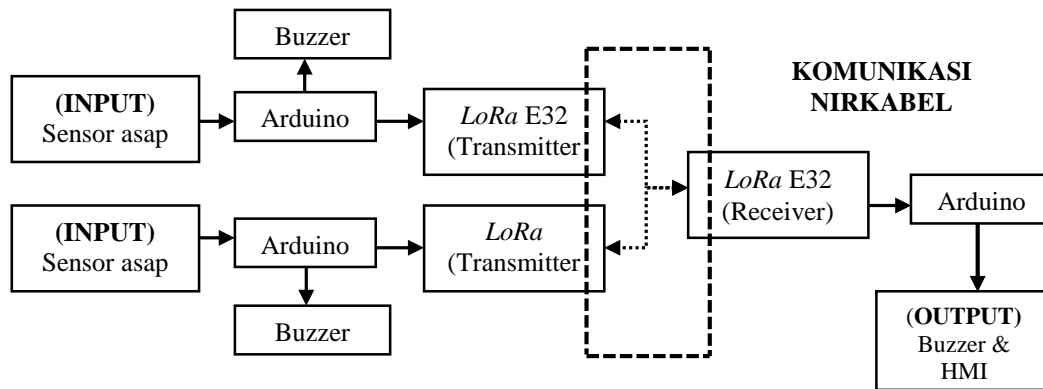 Buzzer
KOMUNIKASI
NIRKABEL
(INPUT)
Sensor asap
Arduino
LoRa E32
(Transmitter
LoRa E32
(Receiver)
Arduino
(INPUT)
Sensor asap
Arduino
LoRa
(Transmitter
Buzzer
(OUTPUT)
Buzzer &
HMI